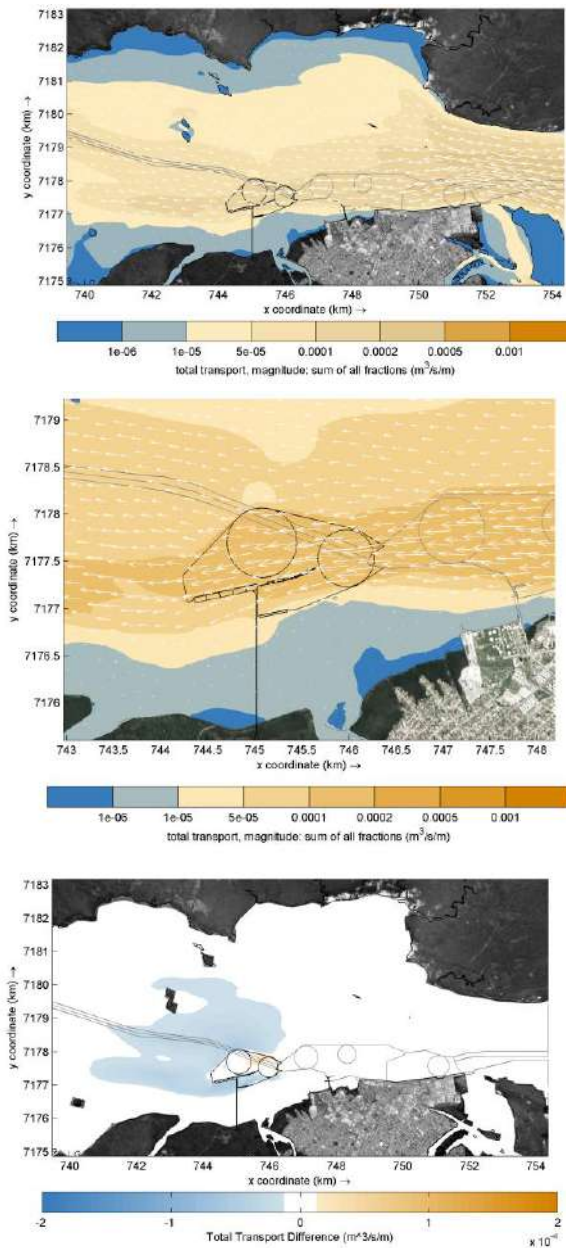 7183
7182
7181
7180
7179
7178
7177
7176
7175
y coordinate (km) →
740 742 744 746 748 750 752 754
x coordinate (km) →
1e-06 1e-05 5e-05 0.0001 0.0002 0.0005 0.001
total transport, magnitude: sum of all fractions (m³/s/m)
7179
7178.5
7178
7177.5
7177
7176.5
7176
y coordinate (km) →
743 743.5 744 744.5 745 745.5 746 746.5 747 747.5 748
x coordinate (km) →
1e-06 1e-05 5e-05 0.0001 0.0002 0.0005 0.001
total transport, magnitude: sum of all fractions (m³/s/m)
7183
7182
7181
7180
7179
7178
7177
7176
7175
y coordinate (km) →
740 742 744 746 748 750 752 754
x coordinate (km) →
-2 -1 0 1 2
Total Transport Difference (m^3/s/m)